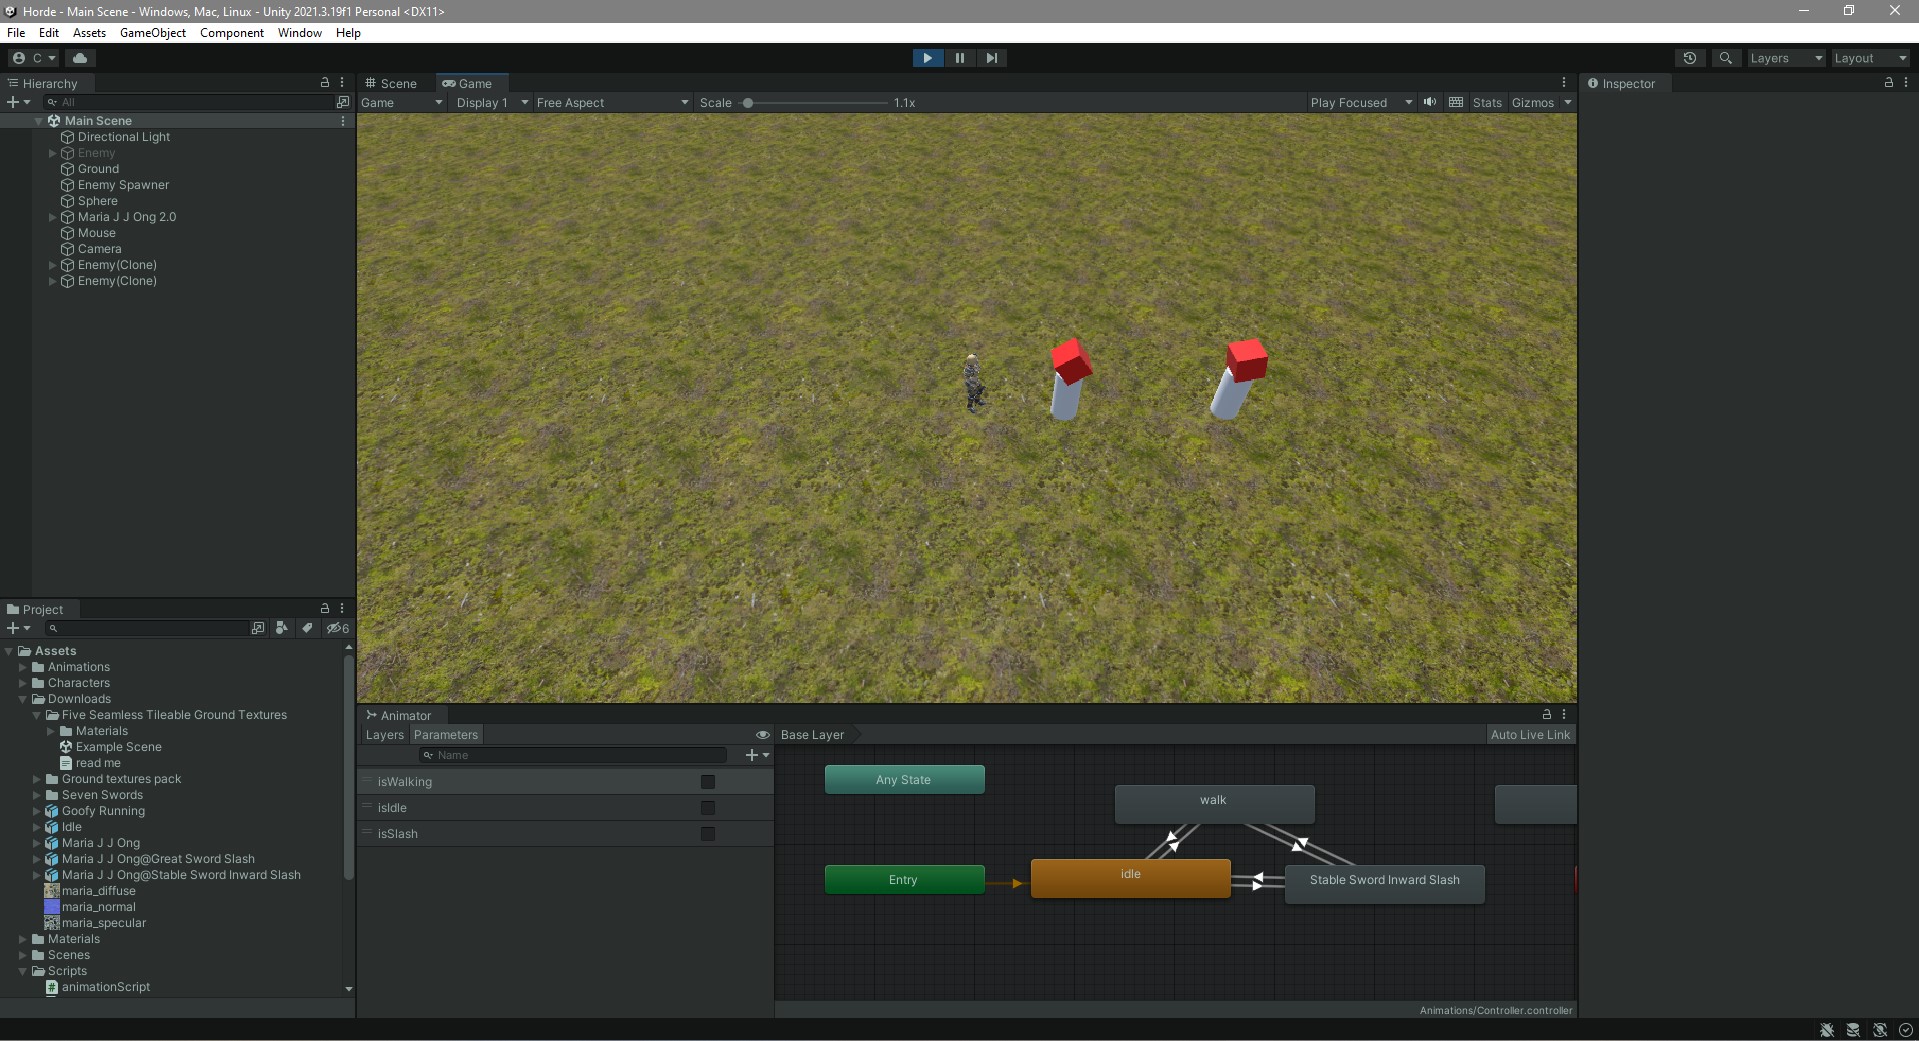 Horde - Main Scene - Windows, Mac, Linux - Unity 2021.3.19f1 Personal <DX11>
File Edit Assets GameObject Component Window Help
C
Layers Layout
Hierarchy
All
Main Scene
Directional Light
Enemy
Ground
Enemy Spawner
Sphere
Maria J J Ong 2.0
Mouse
Camera
Enemy(Clone)
Enemy(Clone)
Scene Game
Game Display 1 Free Aspect Scale 1.1x Play Focused Stats Gizmos
Inspector
Project
6
Assets
Animations
Characters
Downloads
Five Seamless Tileable Ground Textures
Materials
Example Scene
read me
Ground textures pack
Seven Swords
Goofy Running
Idle
Maria J J Ong
Maria J J Ong@Great Sword Slash
Maria J J Ong@Stable Sword Inward Slash
maria_diffuse
maria_normal
maria_specular
Materials
Scenes
Scripts
animationScript
Animator
Layers Parameters
Base Layer
Auto Live Link
Name
isWalking
isIdle
isSlash
Any State
walk
Entry
idle
Stable Sword Inward Slash
Animations/Controller.controller